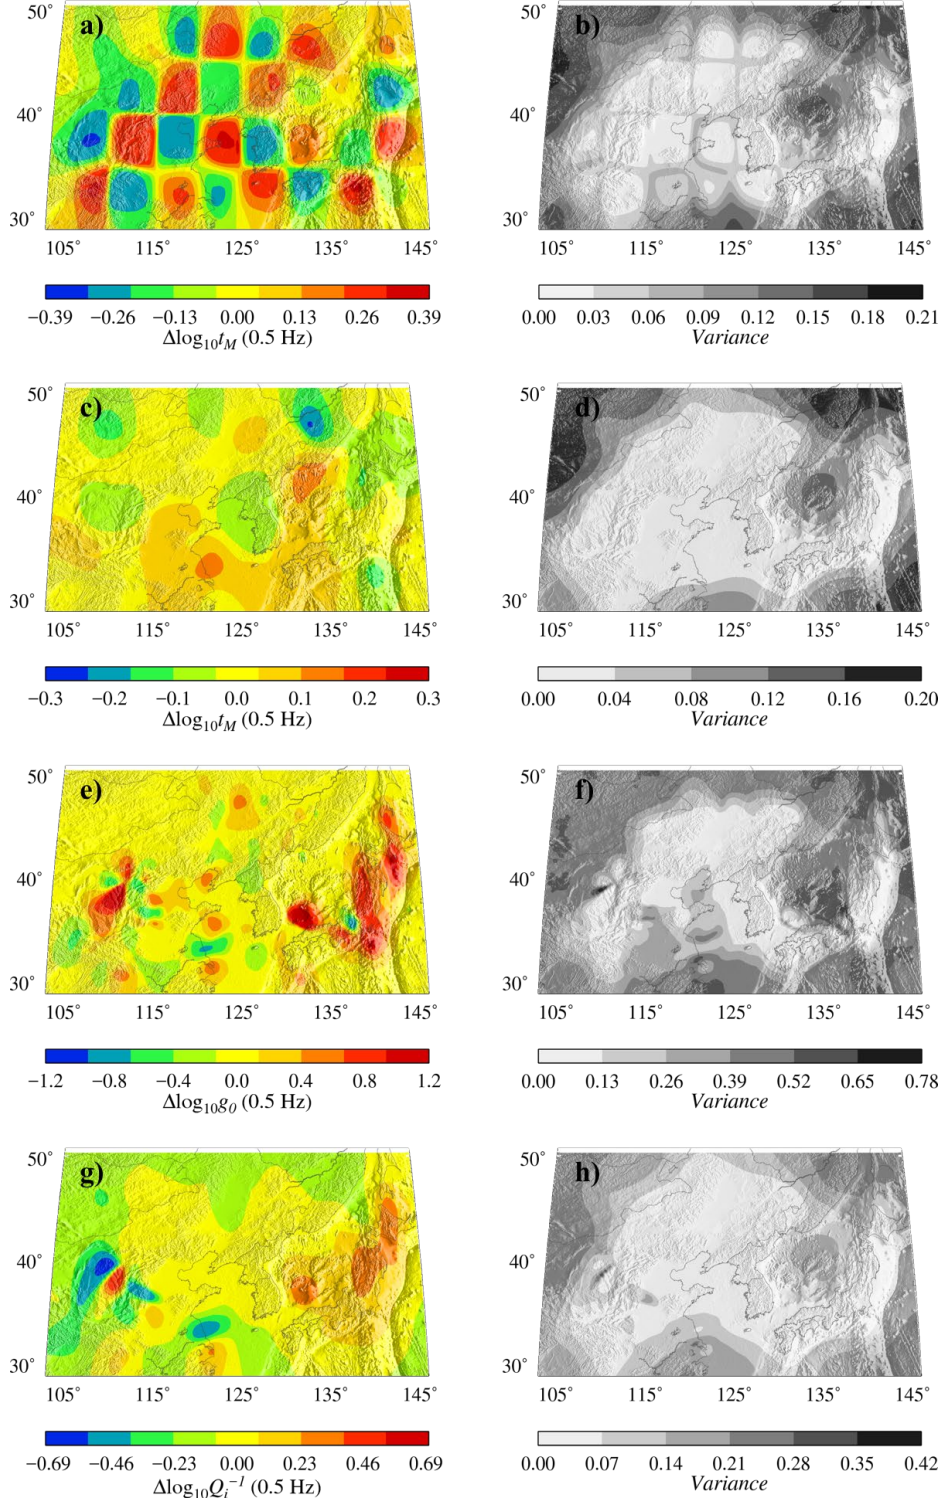 a) b)
50° 50°
40° 40°
30° 30°
105° 115° 125° 135° 145° 105° 115° 125° 135° 145°
−0.39 −0.26 −0.13 0.00 0.13 0.26 0.39 0.00 0.03 0.06 0.09 0.12 0.15 0.18 0.21
Δlog10tM (0.5 Hz) Variance
c) d)
50° 50°
40° 40°
30° 30°
105° 115° 125° 135° 145° 105° 115° 125° 135° 145°
−0.3 −0.2 −0.1 0.0 0.1 0.2 0.3 0.00 0.04 0.08 0.12 0.16 0.20
Δlog10tM (0.5 Hz) Variance
e) f)
50° 50°
40° 40°
30° 30°
105° 115° 125° 135° 145° 105° 115° 125° 135° 145°
−1.2 −0.8 −0.4 0.0 0.4 0.8 1.2 0.00 0.13 0.26 0.39 0.52 0.65 0.78
Δlog10g0 (0.5 Hz) Variance
g) h)
50° 50°
40° 40°
30° 30°
105° 115° 125° 135° 145° 105° 115° 125° 135° 145°
−0.69 −0.46 −0.23 0.00 0.23 0.46 0.69 0.00 0.07 0.14 0.21 0.28 0.35 0.42
Δlog10Qi−1 (0.5 Hz) Variance